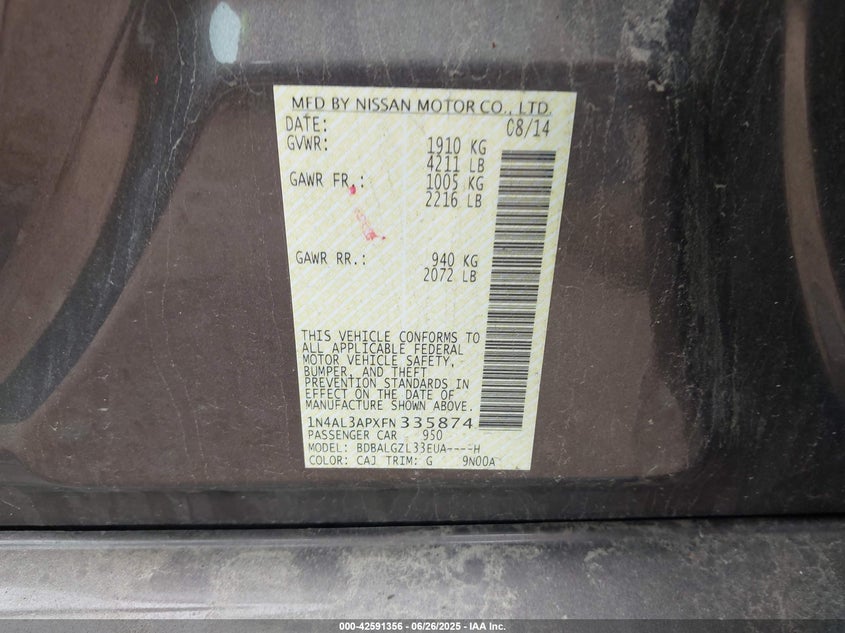 MFD BY NISSAN MOTOR CO., LTD.
DATE: 08/14
GVWR: 1910 KG
4211 LB
GAWR FR.: 1005 KG
2216 LB
GAWR RR.: 940 KG
2072 LB
THIS VEHICLE CONFORMS TO
ALL APPLICABLE FEDERAL
MOTOR VEHICLE SAFETY,
BUMPER, AND THEFT
PREVENTION STANDARDS IN
EFFECT ON THE DATE OF
MANUFACTURE SHOWN ABOVE.
1N4AL3APXFN335874
PASSENGER CAR 950
MODEL: BDBALGZL33EUA----H
COLOR: CAJ TRIM: G 9N00A
000-42591356 | 06/26/2025 - IAA Inc.